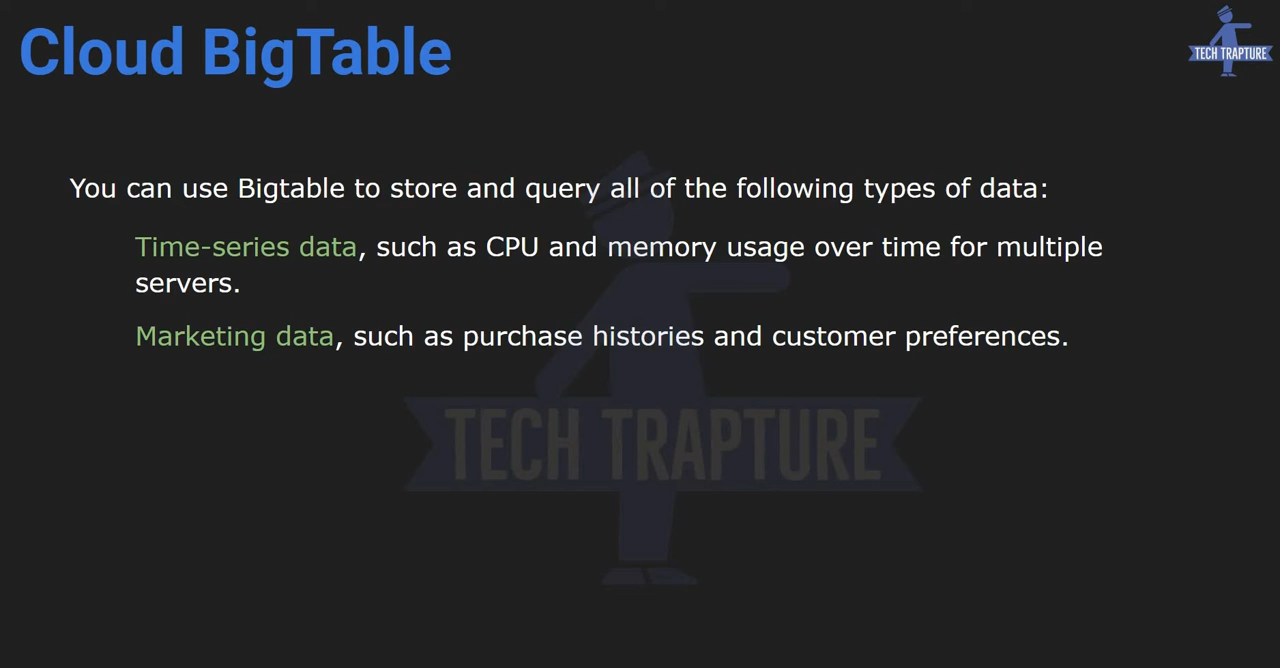 Cloud BigTable
TECH TRAPTURE
You can use Bigtable to store and query all of the following types of data:
Time-series data, such as CPU and memory usage over time for multiple
servers.
Marketing data, such as purchase histories and customer preferences.
TECH TRAPTURE